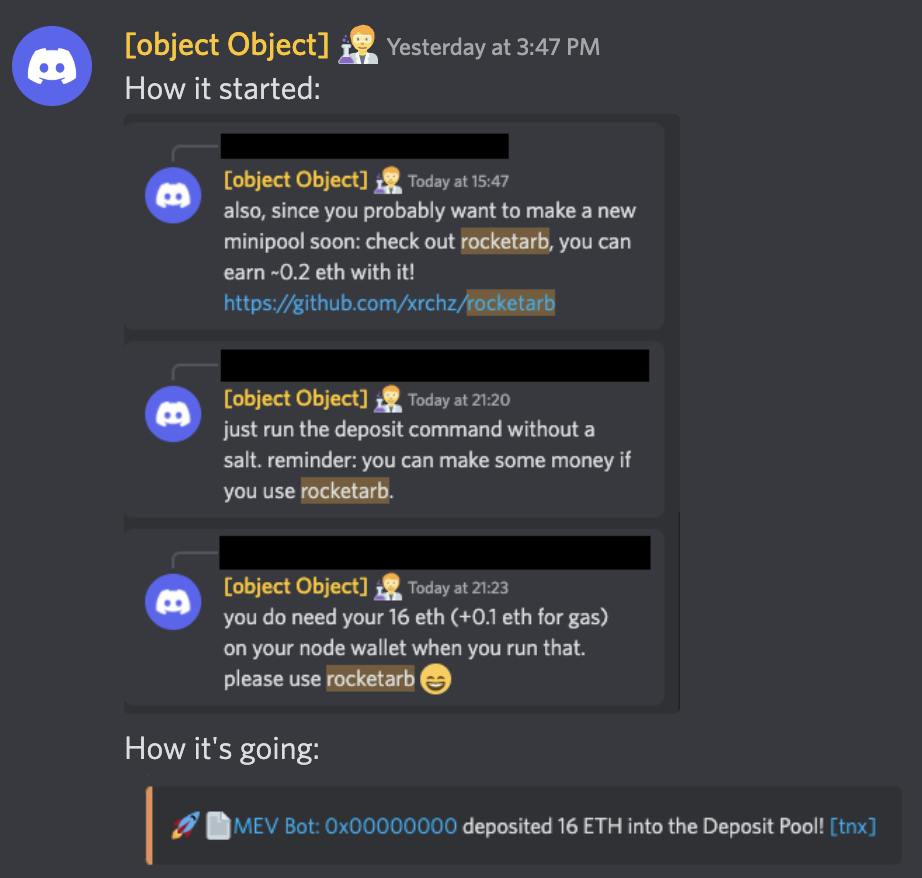 [object Object] Yesterday at 3:47 PM
How it started:
[object Object] Today at 15:47
also, since you probably want to make a new
minipool soon: check out rocketarb, you can
earn ~0.2 eth with it!
https://github.com/xrchz/rocketarb
[object Object] Today at 21:20
just run the deposit command without a
salt. reminder: you can make some money if
you use rocketarb.
[object Object] Today at 21:23
you do need your 16 eth (+0.1 eth for gas)
on your node wallet when you run that.
please use rocketarb
How it's going:
MEV Bot: 0x00000000 deposited 16 ETH into the Deposit Pool! [tnx]